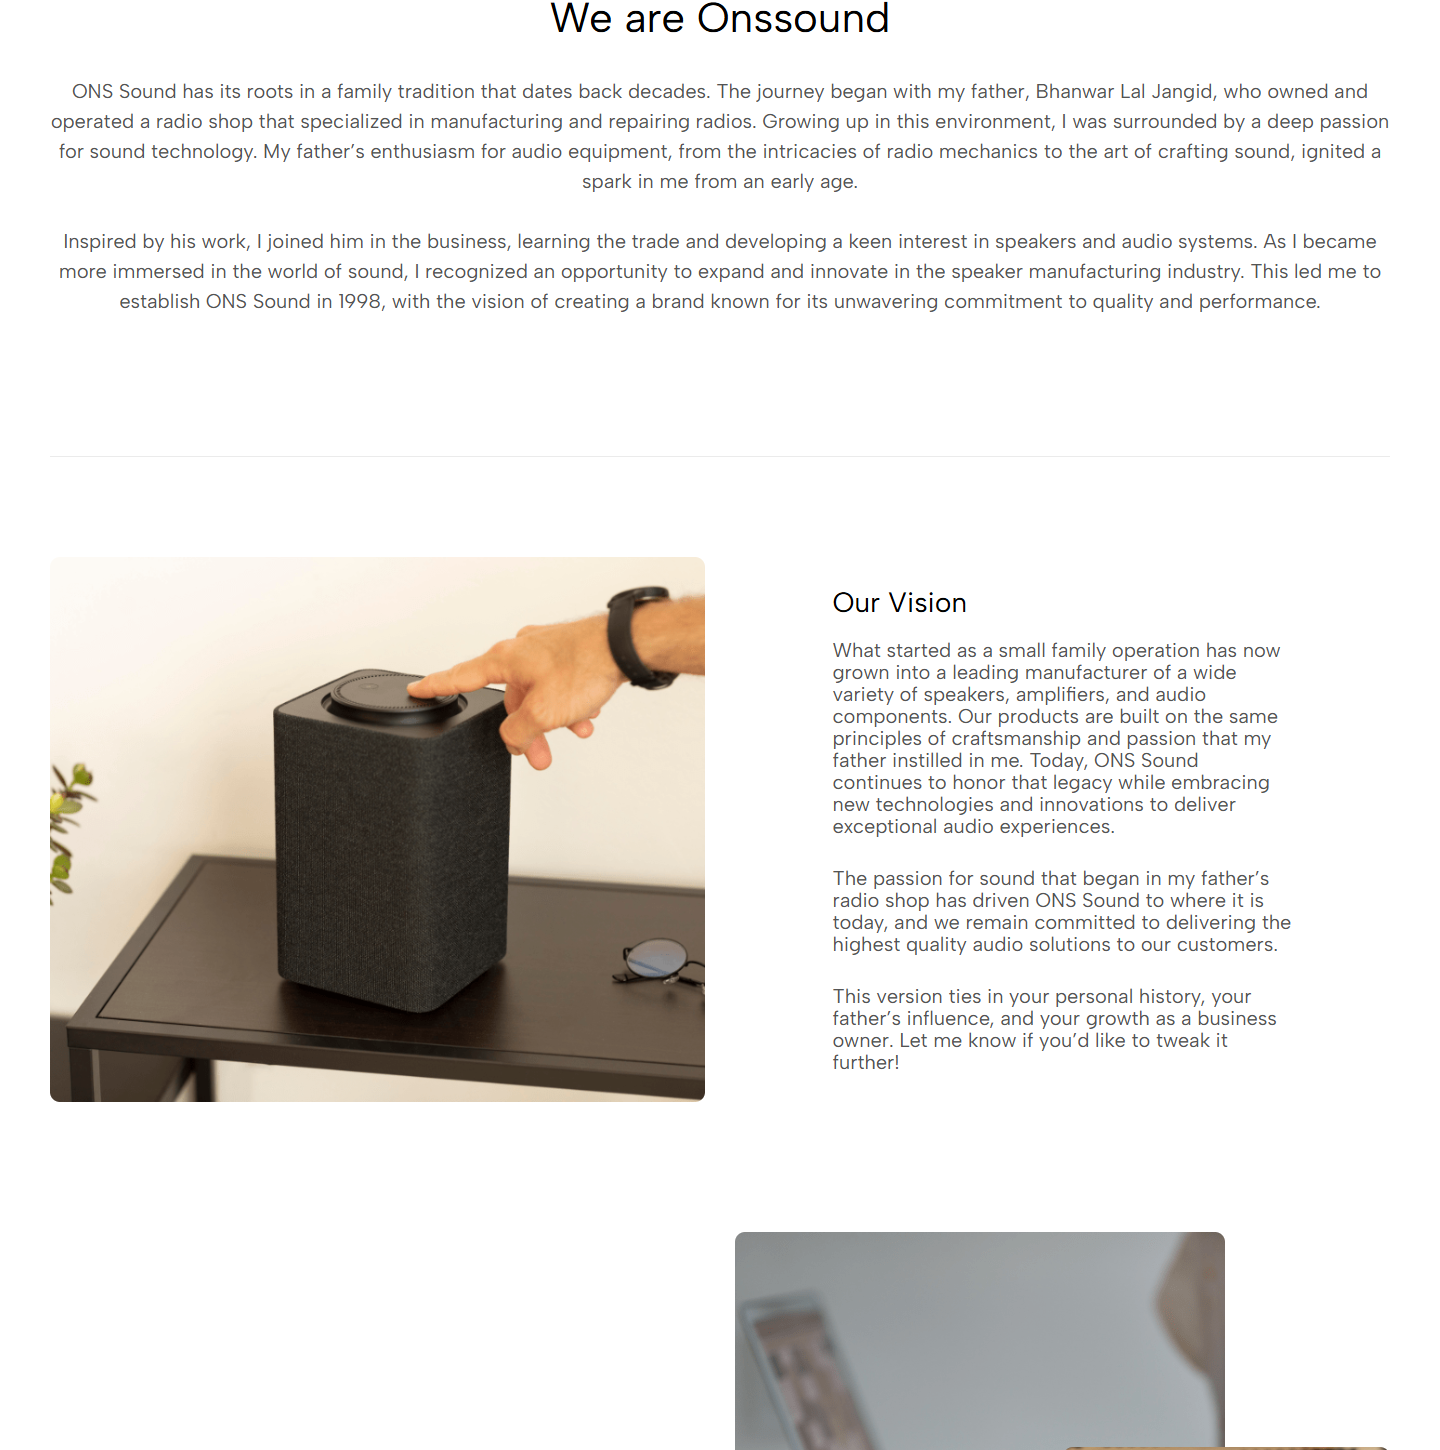 We are Onssound
ONS Sound has its roots in a family tradition that dates back decades. The journey began with my father, Bhanwar Lal Jangid, who owned and
operated a radio shop that specialized in manufacturing and repairing radios. Growing up in this environment, I was surrounded by a deep passion
for sound technology. My father’s enthusiasm for audio equipment, from the intricacies of radio mechanics to the art of crafting sound, ignited a
spark in me from an early age.
Inspired by his work, I joined him in the business, learning the trade and developing a keen interest in speakers and audio systems. As I became
more immersed in the world of sound, I recognized an opportunity to expand and innovate in the speaker manufacturing industry. This led me to
establish ONS Sound in 1998, with the vision of creating a brand known for its unwavering commitment to quality and performance.
Our Vision
What started as a small family operation has now
grown into a leading manufacturer of a wide
variety of speakers, amplifiers, and audio
components. Our products are built on the same
principles of craftsmanship and passion that my
father instilled in me. Today, ONS Sound
continues to honor that legacy while embracing
new technologies and innovations to deliver
exceptional audio experiences.
The passion for sound that began in my father’s
radio shop has driven ONS Sound to where it is
today, and we remain committed to delivering the
highest quality audio solutions to our customers.
This version ties in your personal history, your
father’s influence, and your growth as a business
owner. Let me know if you’d like to tweak it
further!